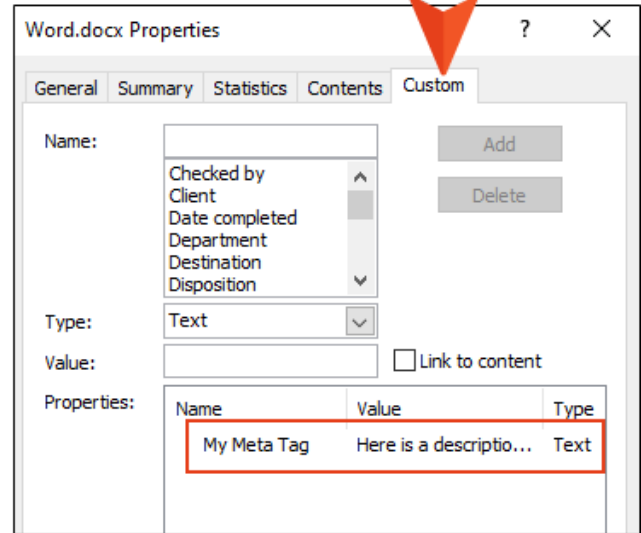 Word.docx Properties ? ×
General Summary Statistics Contents Custom
Name: Add
Checked by
Client Delete
Date completed
Department
Destination
Disposition
Type: Text
Value: Link to content
Properties: Name Value Type
My Meta Tag Here is a descriptio... Text